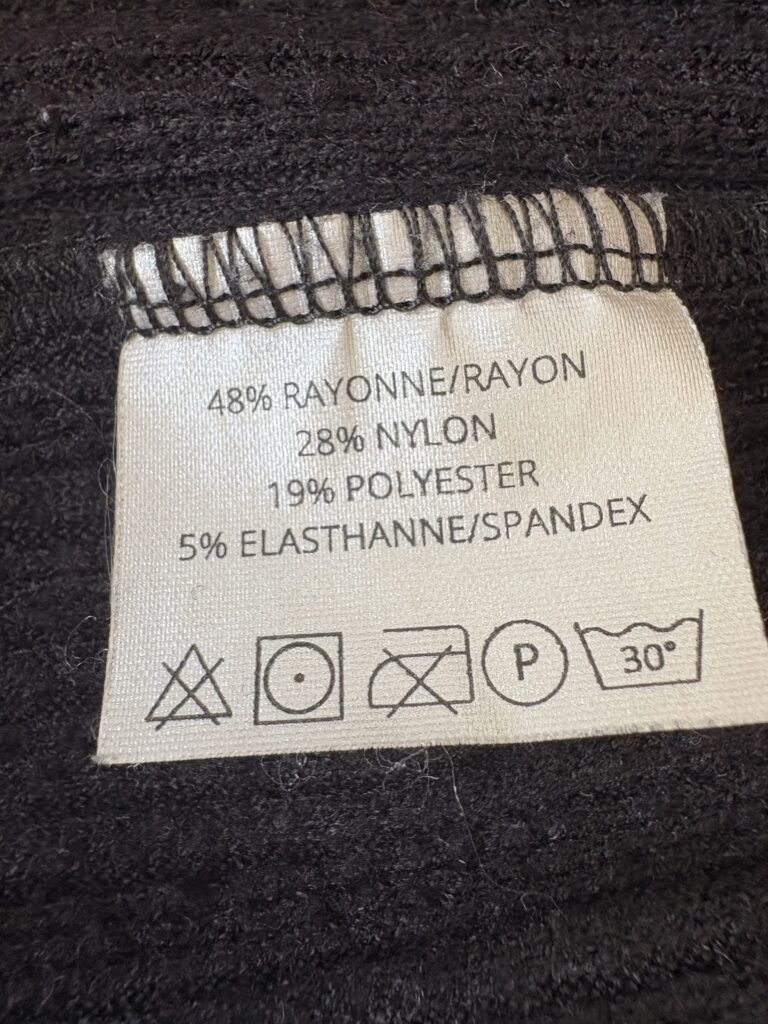 48% RAYONNE/RAYON
28% NYLON
19% POLYESTER
5% ELASTHANNE/SPANDEX
P 30°